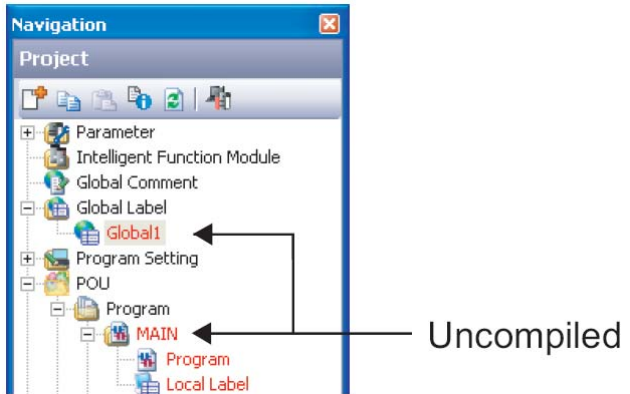 Navigation
Project
Parameter
Intelligent Function Module
Global Comment
Global Label
Global1
Program Setting
POU
Program
MAIN
Uncompiled
Program
Local Label